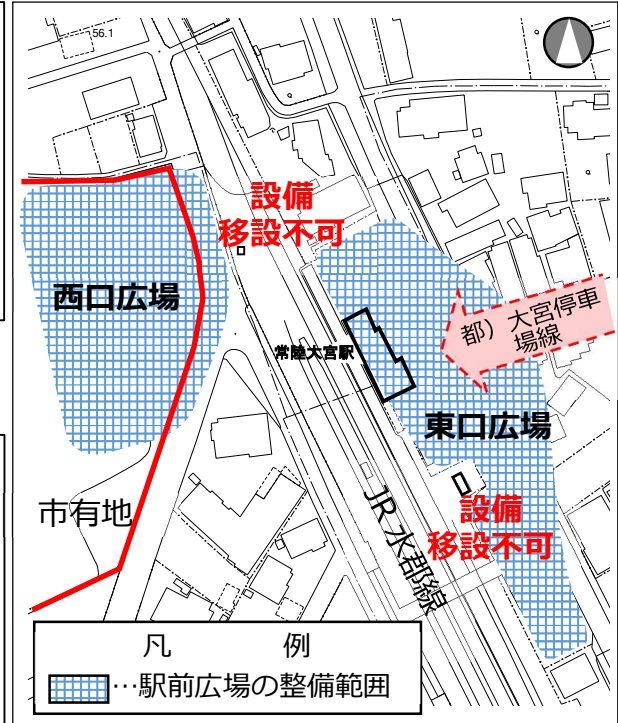 56.1
設備
移設不可
西口広場
都）大宮停車
場線
常陸大宮駅
東口広場
市有地
設備
移設不可
JR 水郡線
凡 例
…駅前広場の整備範囲